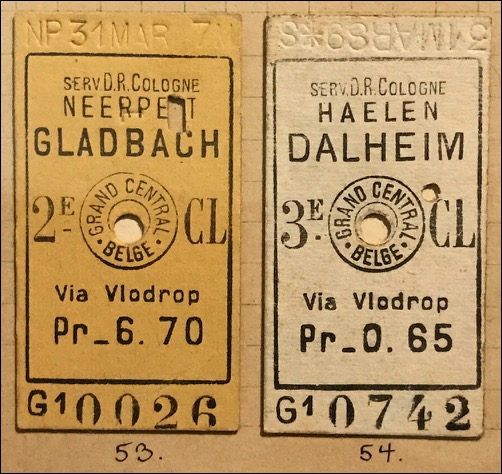 NP 31 MAR 7
SERV.D.R.COLOGNE
NEERPELT
GLADBACH
2E. CL
GRAND CENTRAL
• BELGE •
Via Vlodrop
Pr_6.70
G1 0026
53.
31MAR89*S
SERV.D.R.COLOGNE
HAELEN
DALHEIM
3E. CL
GRAND CENTRAL
• BELGE •
Via Vlodrop
Pr_0.65
G1 0742
54.